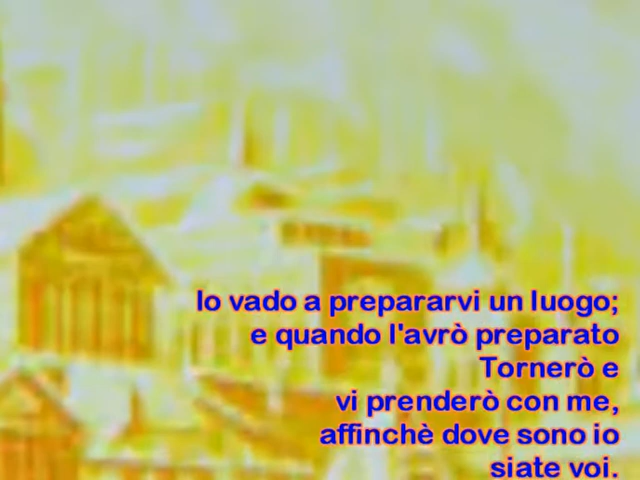 Io vado a prepararvi un luogo;
e quando l'avrò preparato
Tornerò e
vi prenderò con me,
affinchè dove sono io
siate voi.